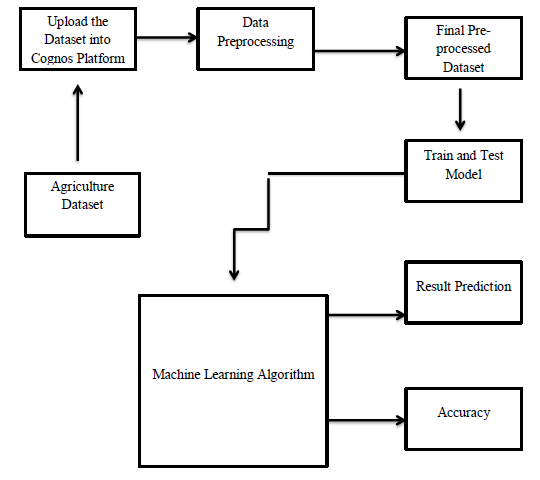 Upload the
Dataset into
Cognos Platform
Data
Preprocessing
Final Pre-
processed
Dataset
Agriculture
Dataset
Train and Test
Model
Result Prediction
Machine Learning Algorithm
Accuracy